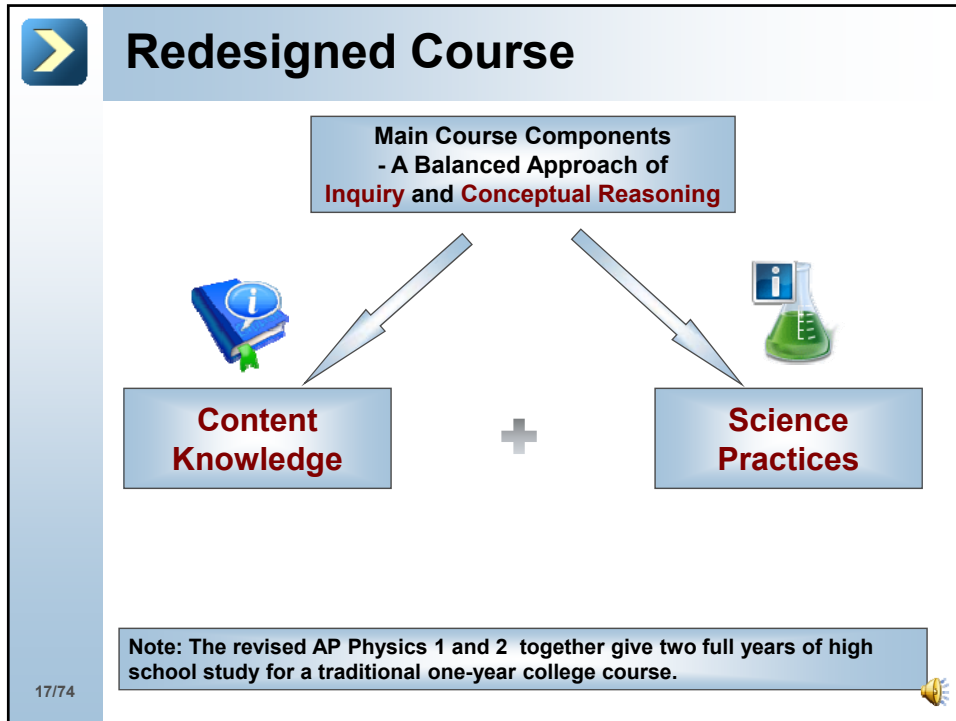 Redesigned Course
Main Course Components
- A Balanced Approach of
Inquiry and Conceptual Reasoning
i
i
Content
Knowledge
Science
Practices
Note: The revised AP Physics 1 and 2 together give two full years of high
school study for a traditional one-year college course.
17/74